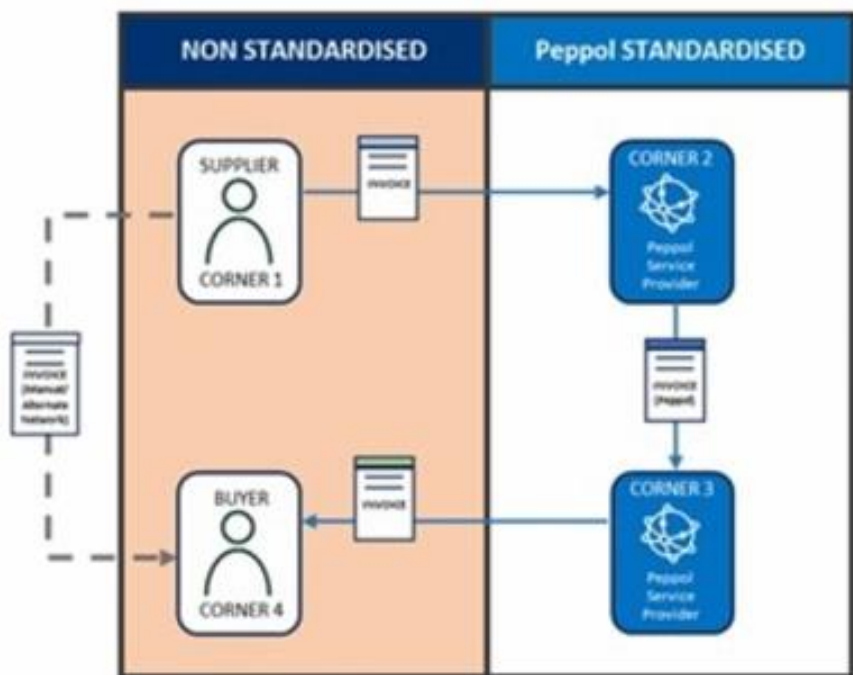 NON STANDARDISED
Peppol STANDARDISED
SUPPLIER
CORNER 1
INVOICE
CORNER 2
Peppol
Service
Provider
INVOICE
(Manual/
Alternate
Network)
INVOICE
(Peppol)
BUYER
CORNER 4
INVOICE
CORNER 3
Peppol
Service
Provider